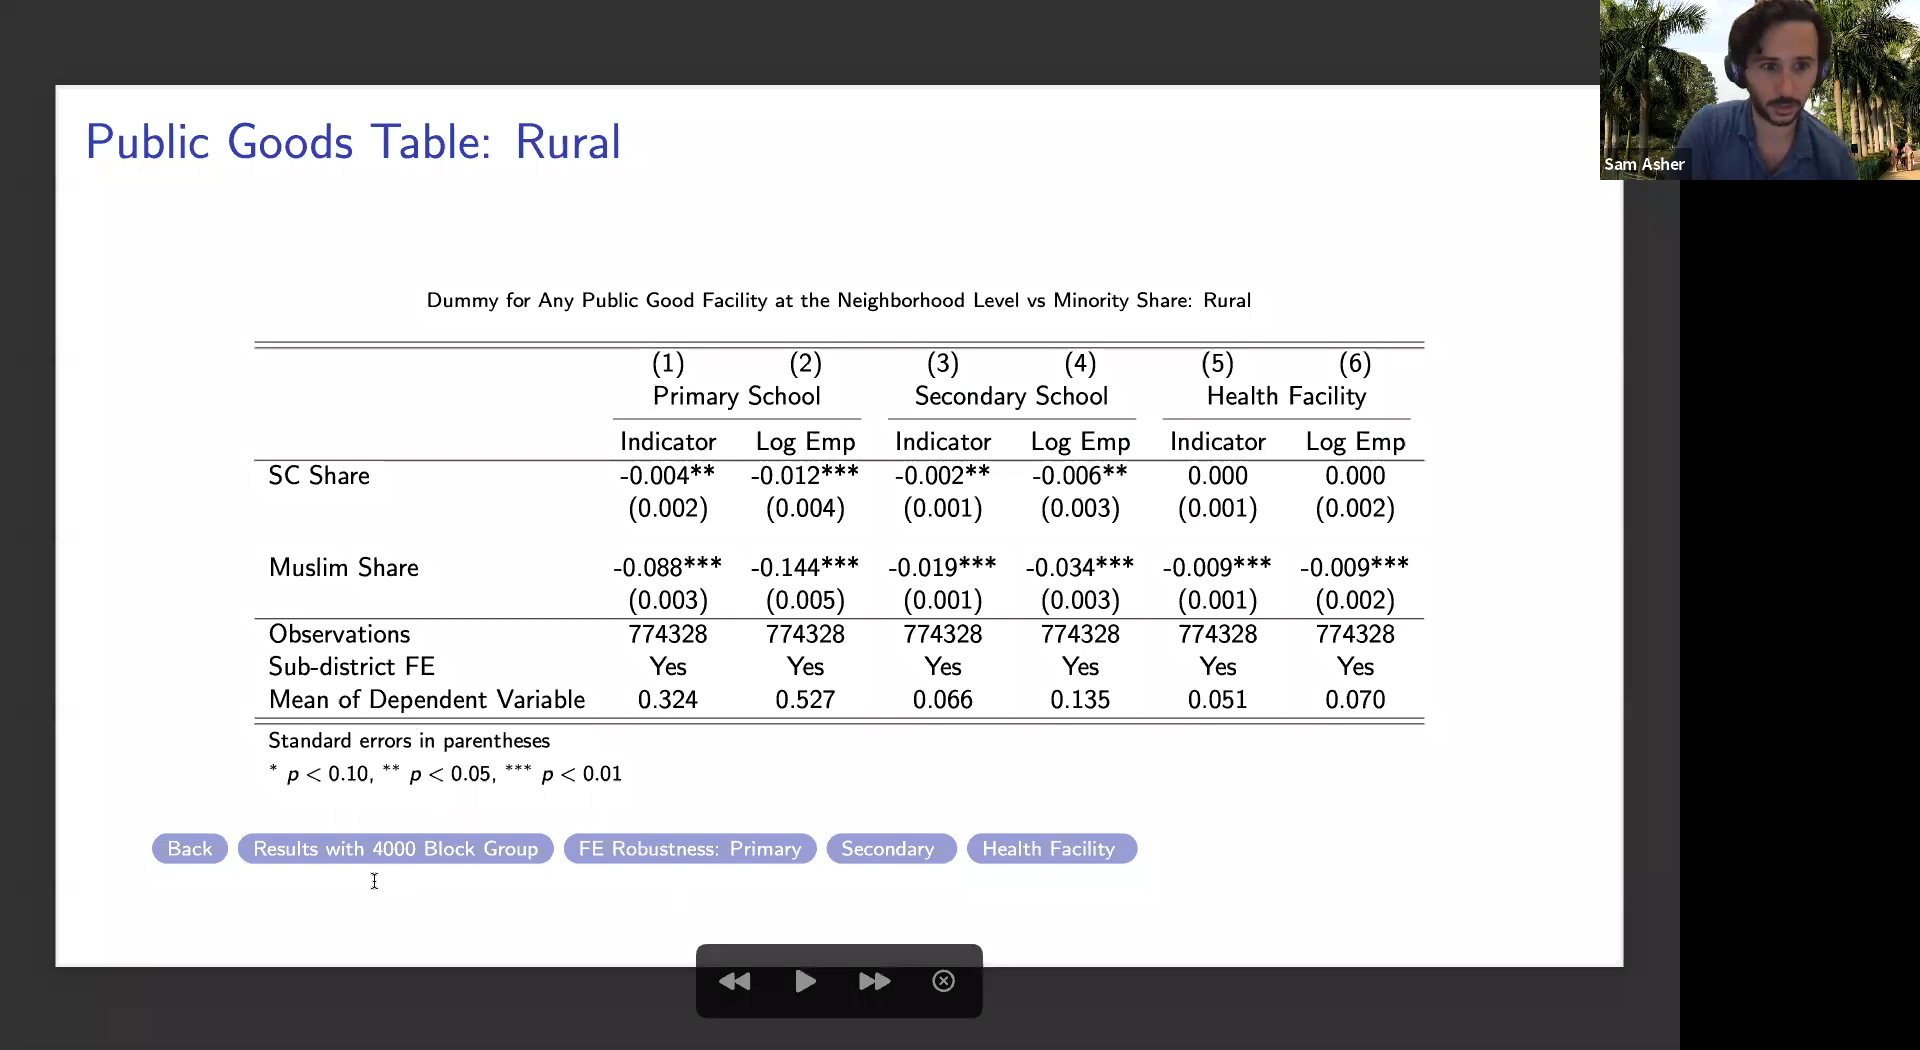 Public Goods Table: Rural
Sam Asher
Dummy for Any Public Good Facility at the Neighborhood Level vs Minority Share: Rural
(1) (2) (3) (4) (5) (6)
Primary School Secondary School Health Facility
Indicator Log Emp Indicator Log Emp Indicator Log Emp
SC Share -0.004** -0.012*** -0.002** -0.006** 0.000 0.000
(0.002) (0.004) (0.001) (0.003) (0.001) (0.002)
Muslim Share -0.088*** -0.144*** -0.019*** -0.034*** -0.009*** -0.009***
(0.003) (0.005) (0.001) (0.003) (0.001) (0.002)
Observations 774328 774328 774328 774328 774328 774328
Sub-district FE Yes Yes Yes Yes Yes Yes
Mean of Dependent Variable 0.324 0.527 0.066 0.135 0.051 0.070
Standard errors in parentheses
* p < 0.10, ** p < 0.05, *** p < 0.01
Back Results with 4000 Block Group FE Robustness: Primary Secondary Health Facility